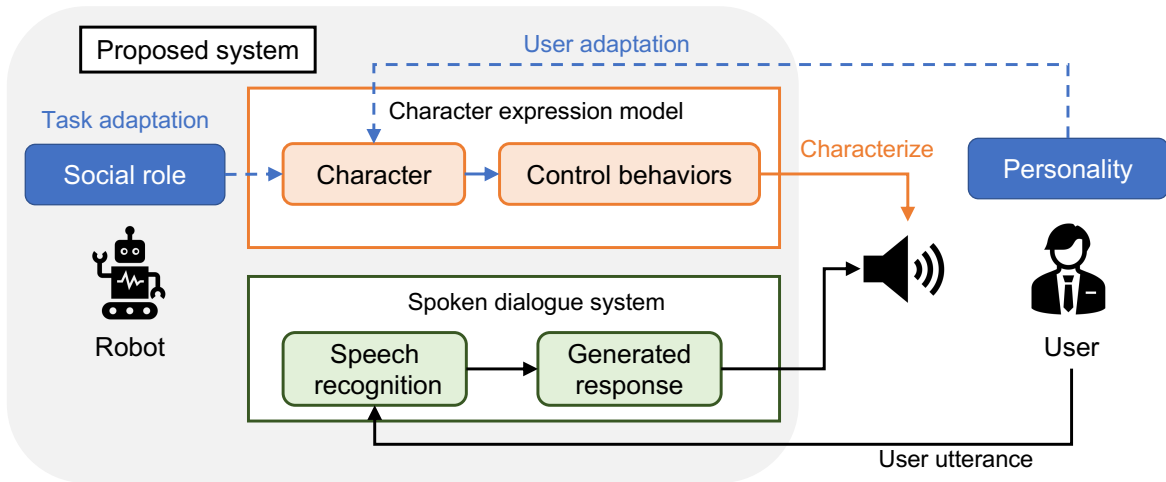 Proposed system
User adaptation
Task adaptation
Character expression model
Characterize
Social role
Character
Control behaviors
Personality
Robot
Spoken dialogue system
Speech
recognition
Generated
response
User
User utterance